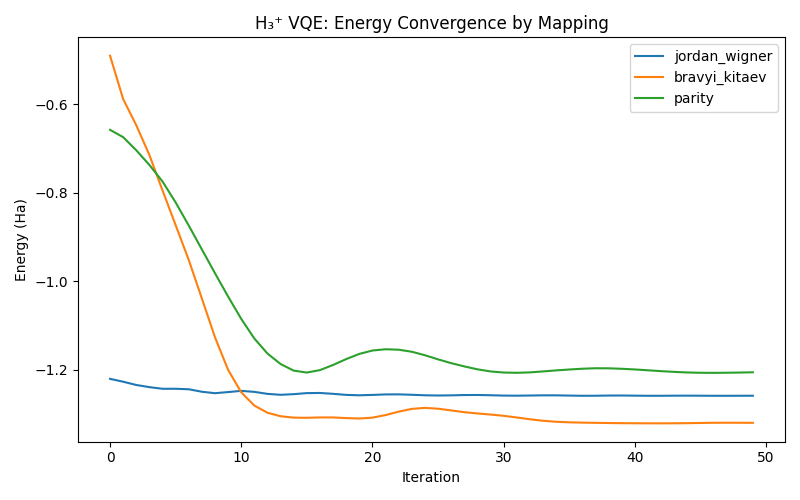 H₃⁺ VQE: Energy Convergence by Mapping
jordan_wigner
bravyi_kitaev
parity
Energy (Ha)
−0.6
−0.8
−1.0
−1.2
0
10
20
30
40
50
Iteration